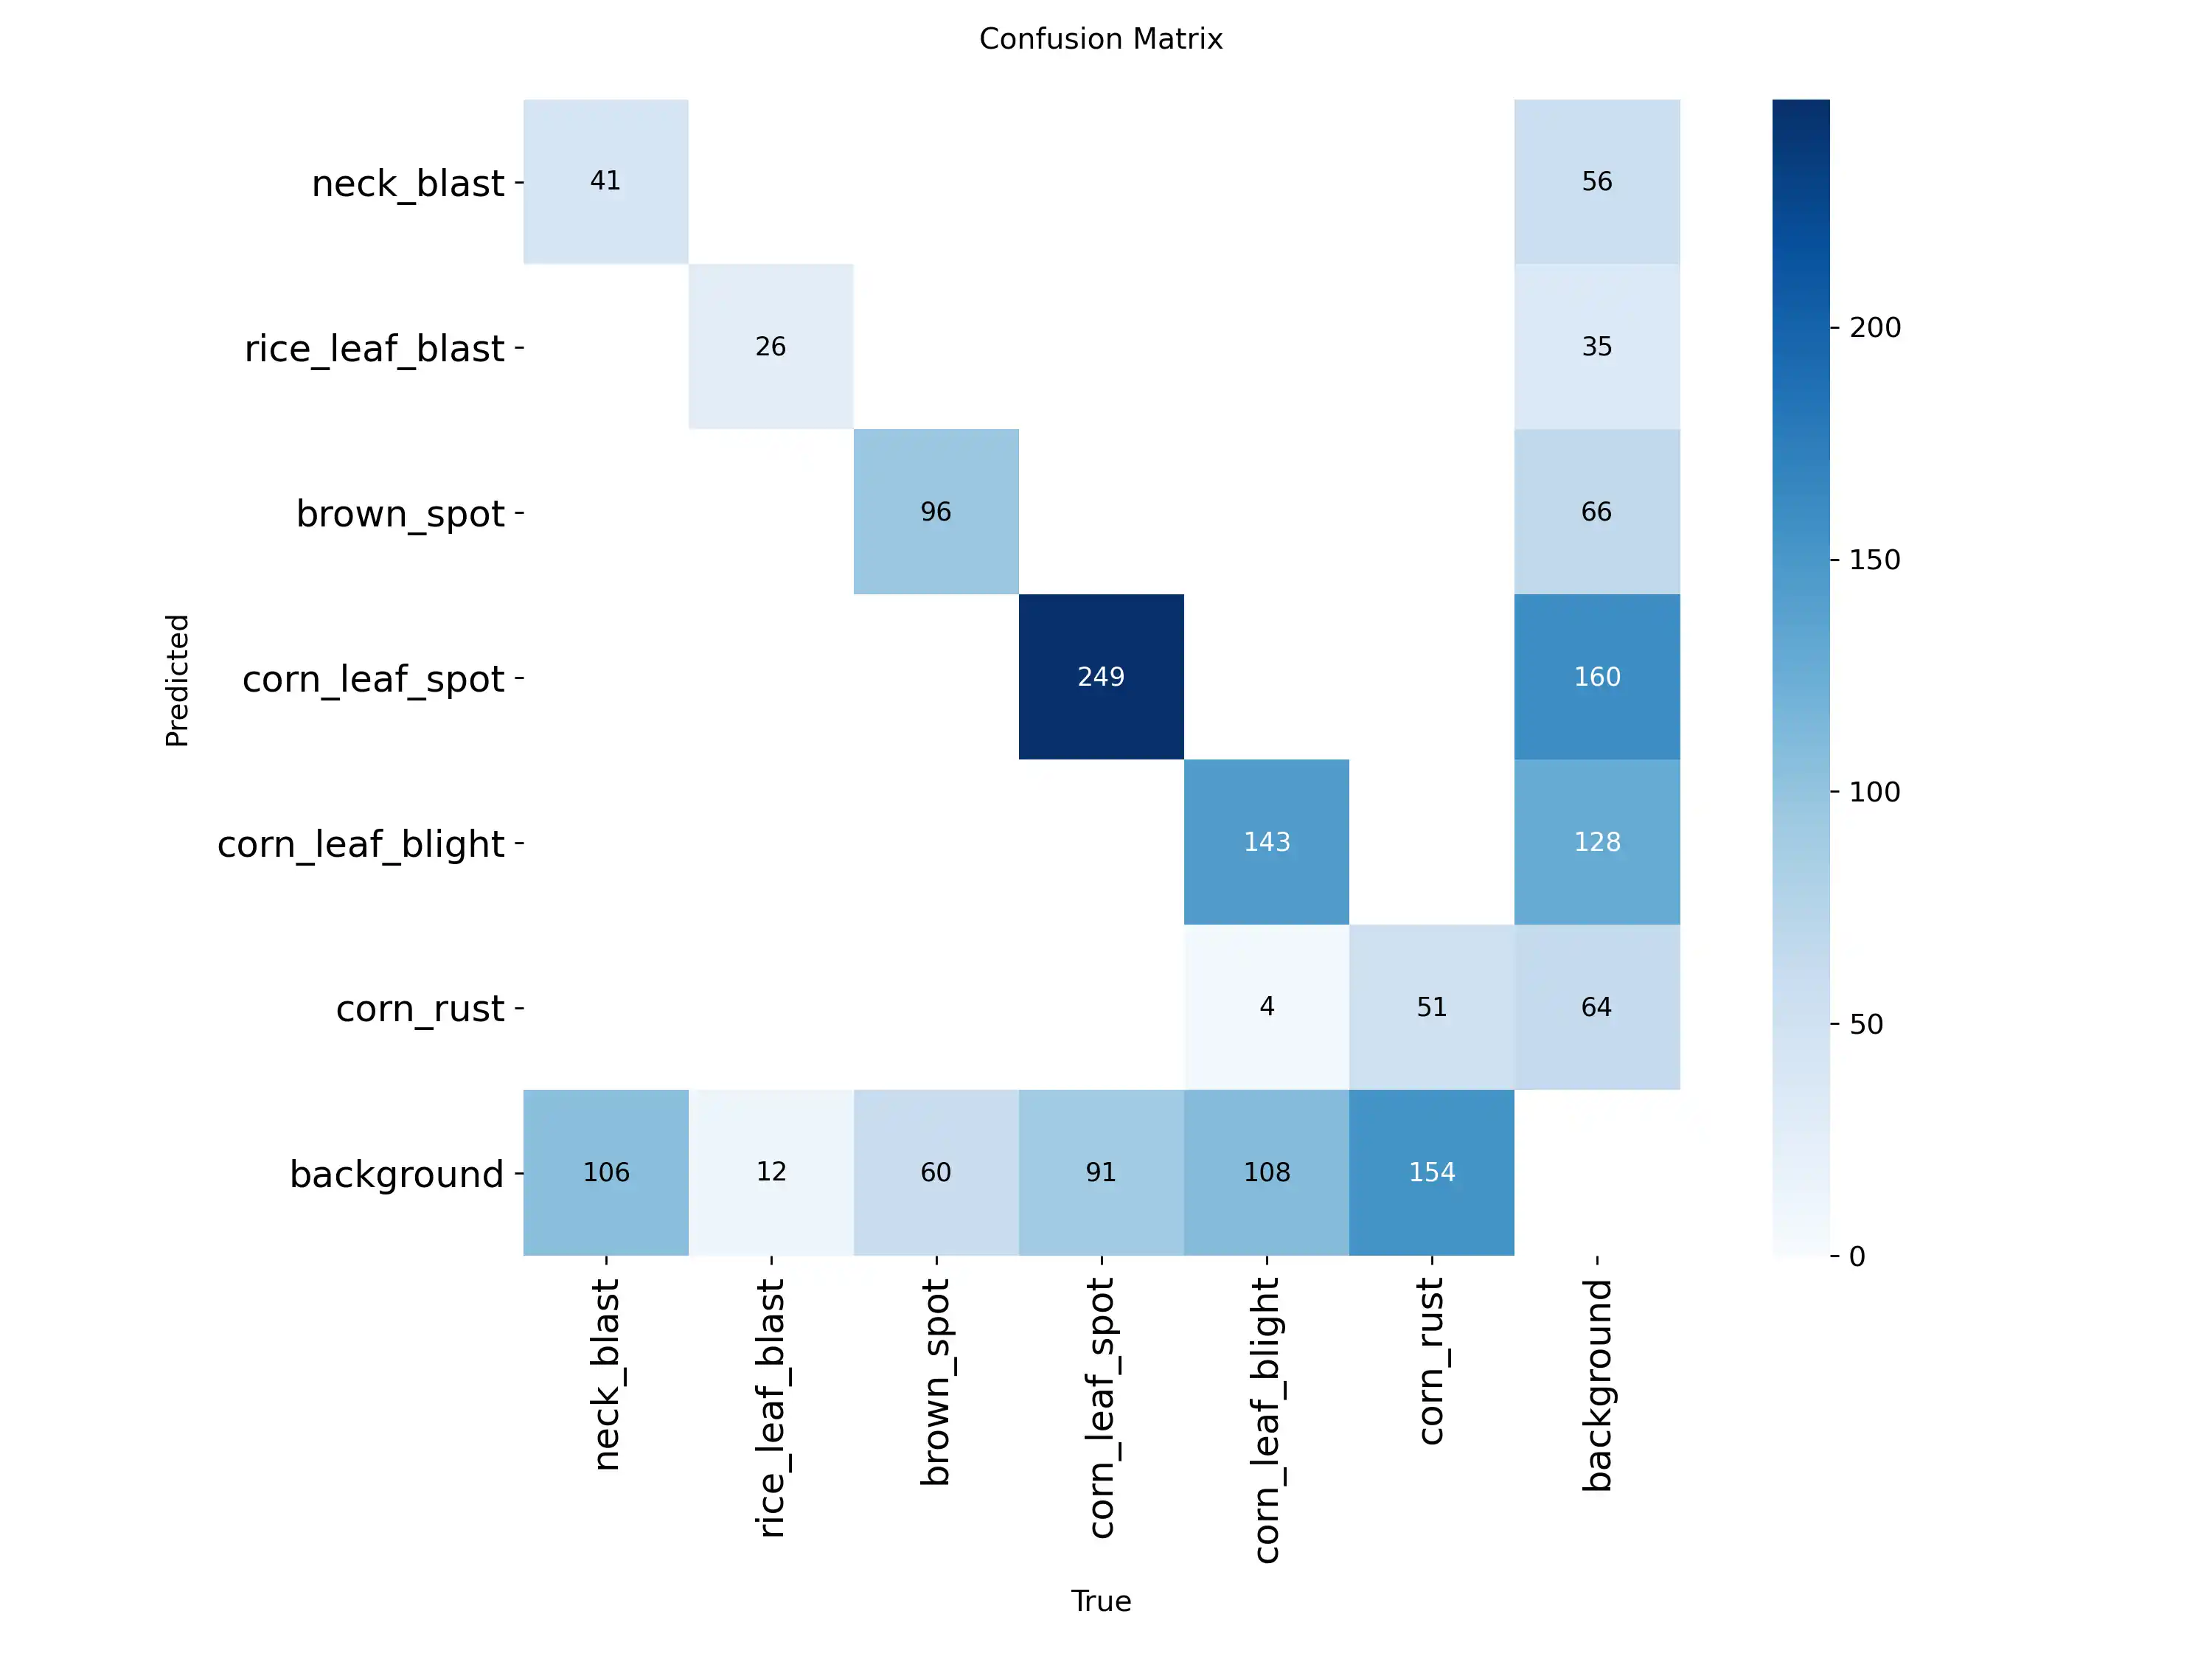 Confusion Matrix
neck_blast 41 56
rice_leaf_blast 26 35
brown_spot 96 66
corn_leaf_spot 249 160
corn_leaf_blight 143 128
corn_rust 4 51 64
background 106 12 60 91 108 154
Predicted
neck_blast
rice_leaf_blast
brown_spot
corn_leaf_spot
corn_leaf_blight
corn_rust
background
True
200
150
100
50
0